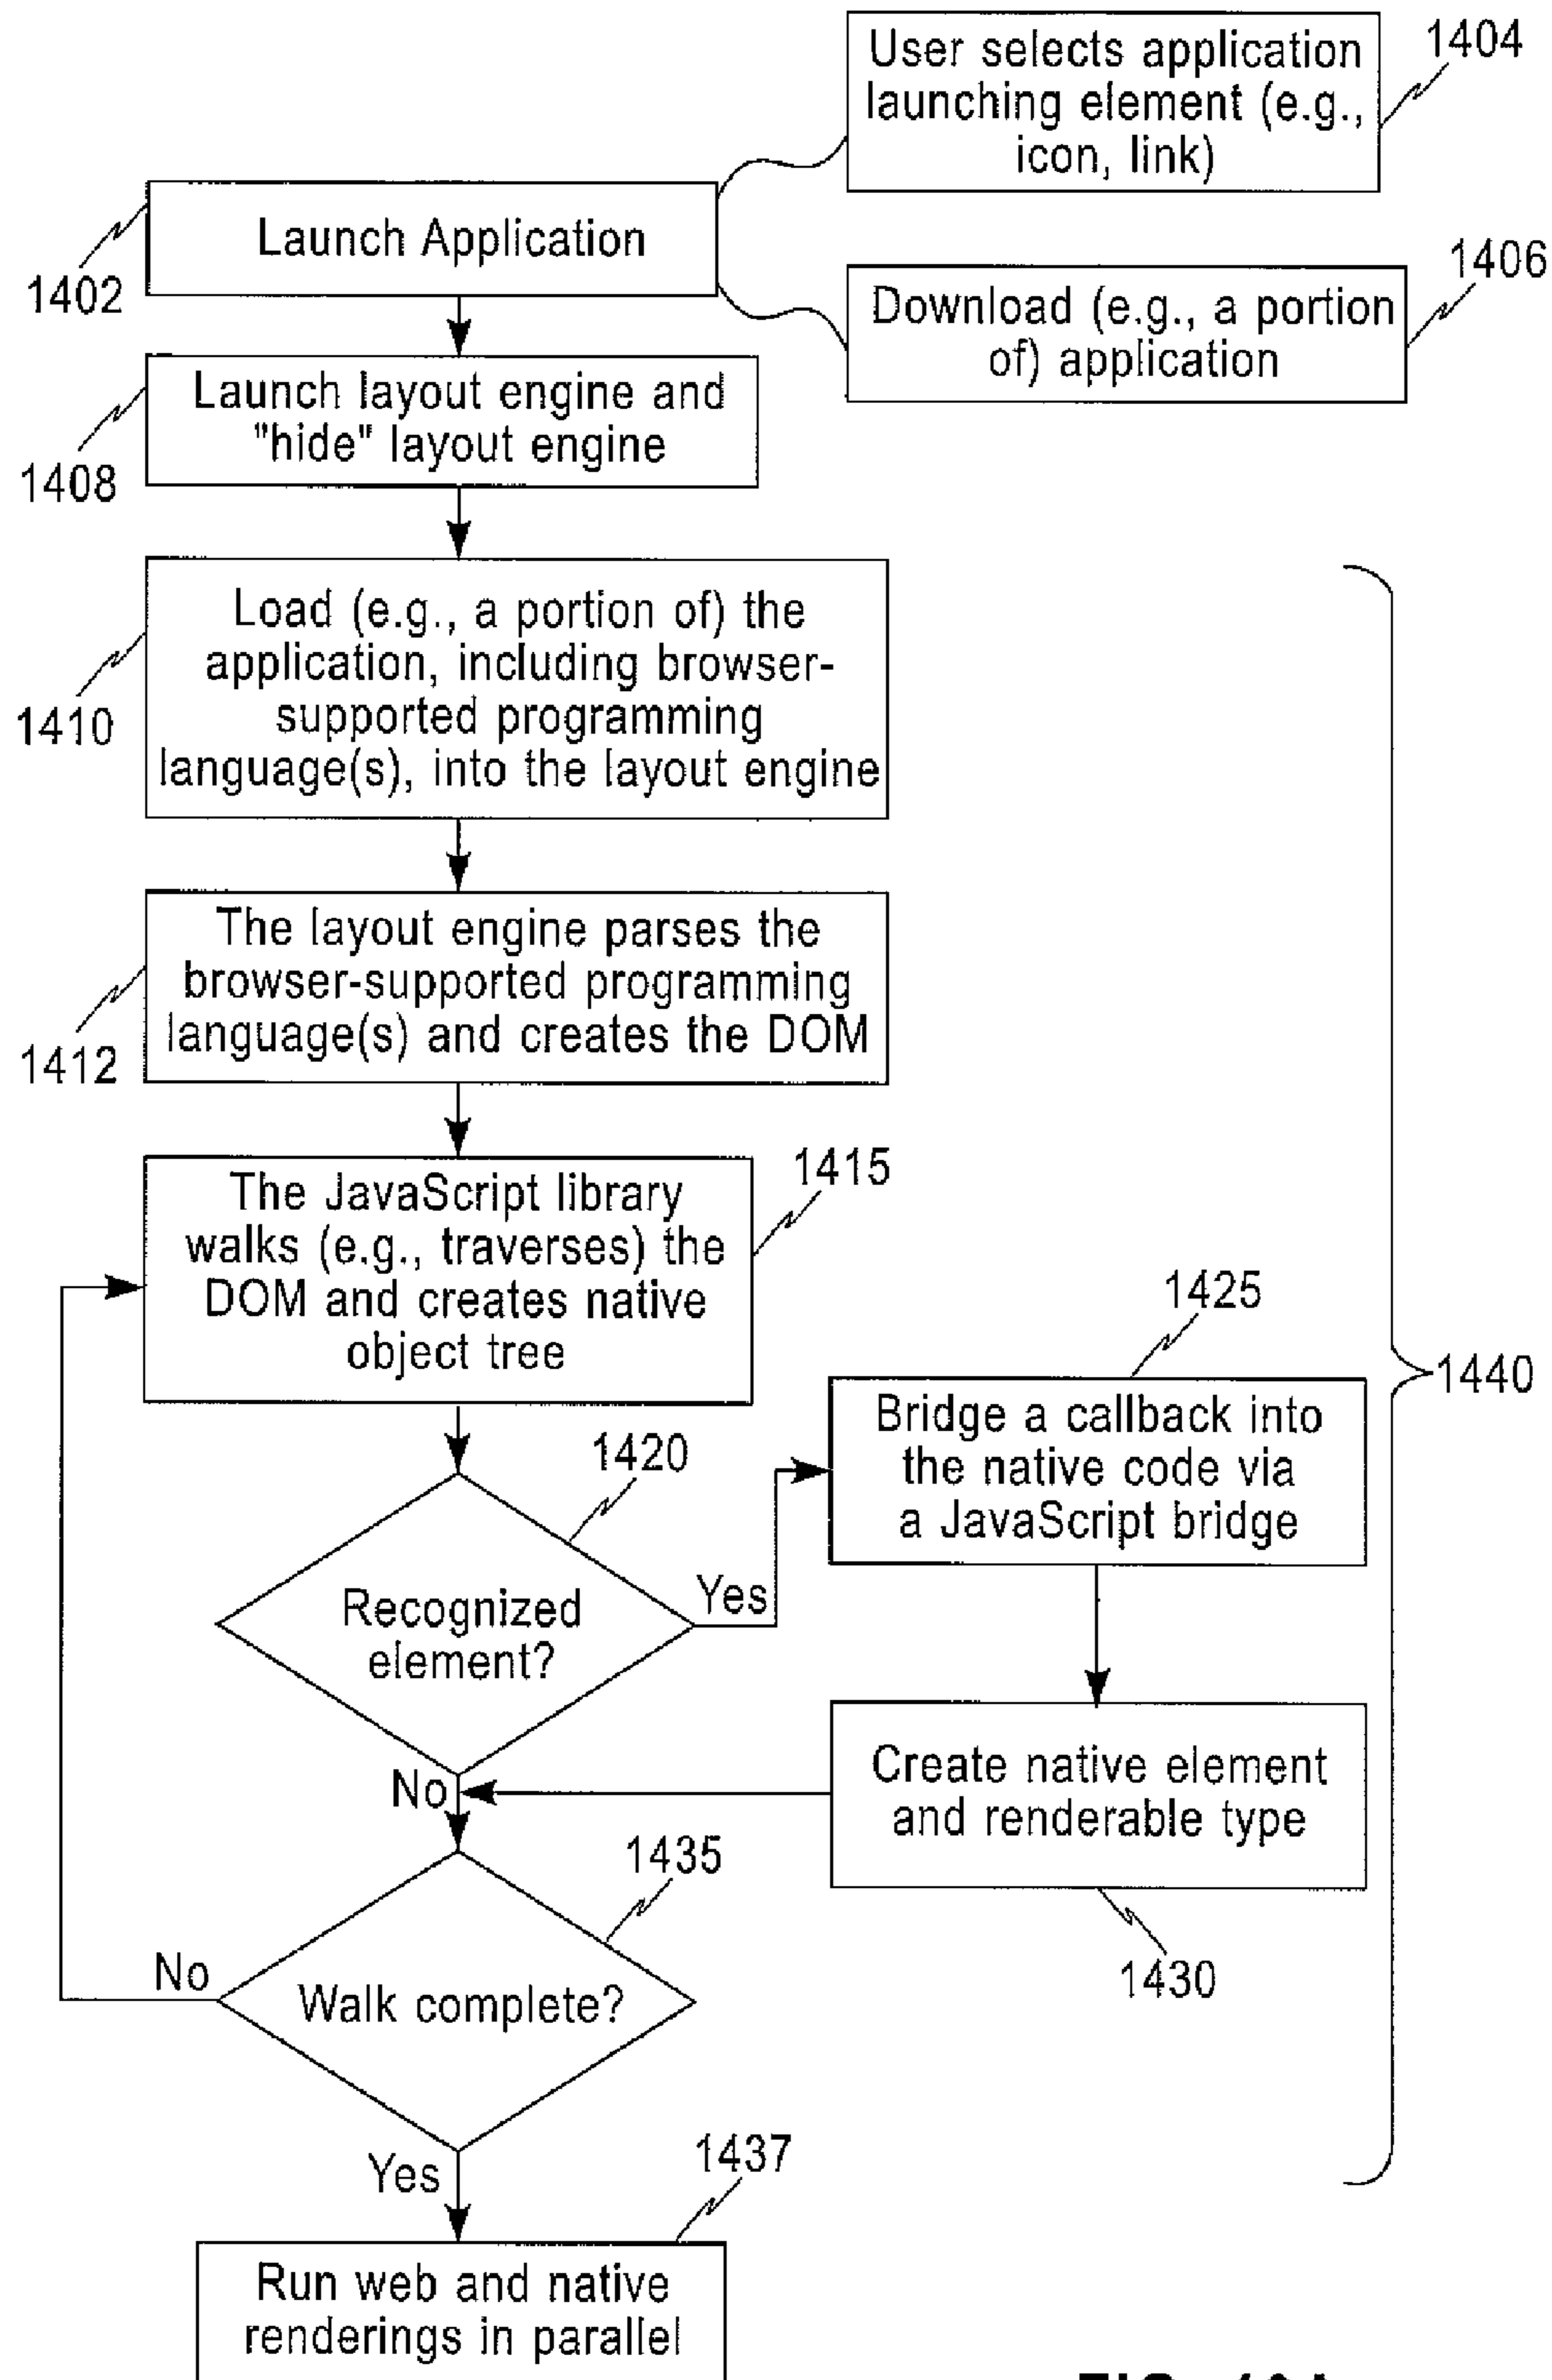 User selects application
launching element (e.g.,
icon, link)
1404
Launch Application
1402
Download (e.g., a portion
of) application
1406
Launch layout engine and
"hide" layout engine
1408
Load (e.g., a portion of) the
application, including browser-
supported programming
language(s), into the layout engine
1410
The layout engine parses the
browser-supported programming
language(s) and creates the DOM
1412
The JavaScript library
walks (e.g., traverses) the
DOM and creates native
object tree
1415
1425
Bridge a callback into
the native code via
a JavaScript bridge
1440
1420
Recognized
element?
Yes
No
Create native element
and renderable type
1430
1435
Walk complete?
No
Yes
1437
Run web and native
renderings in parallel